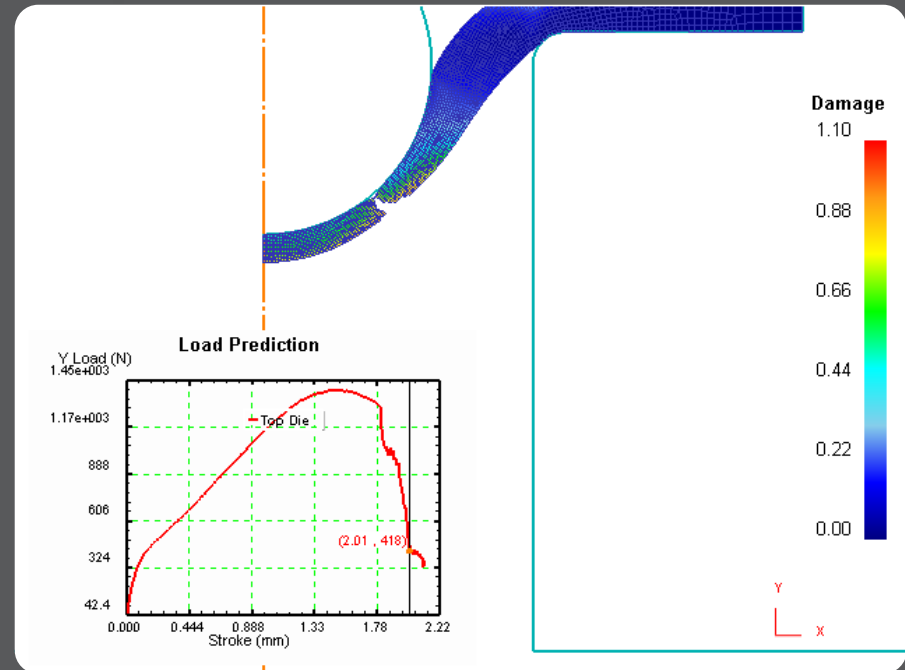 Damage
1.10
0.88
0.66
0.44
0.22
0.00
Load Prediction
Y Load (N)
1.45e+003
1.17e+003
888
606
324
42.4
Top Die
(2.01 , 418)
0.000 0.444 0.888 1.33 1.78 2.22
Stroke (mm)
Y
X